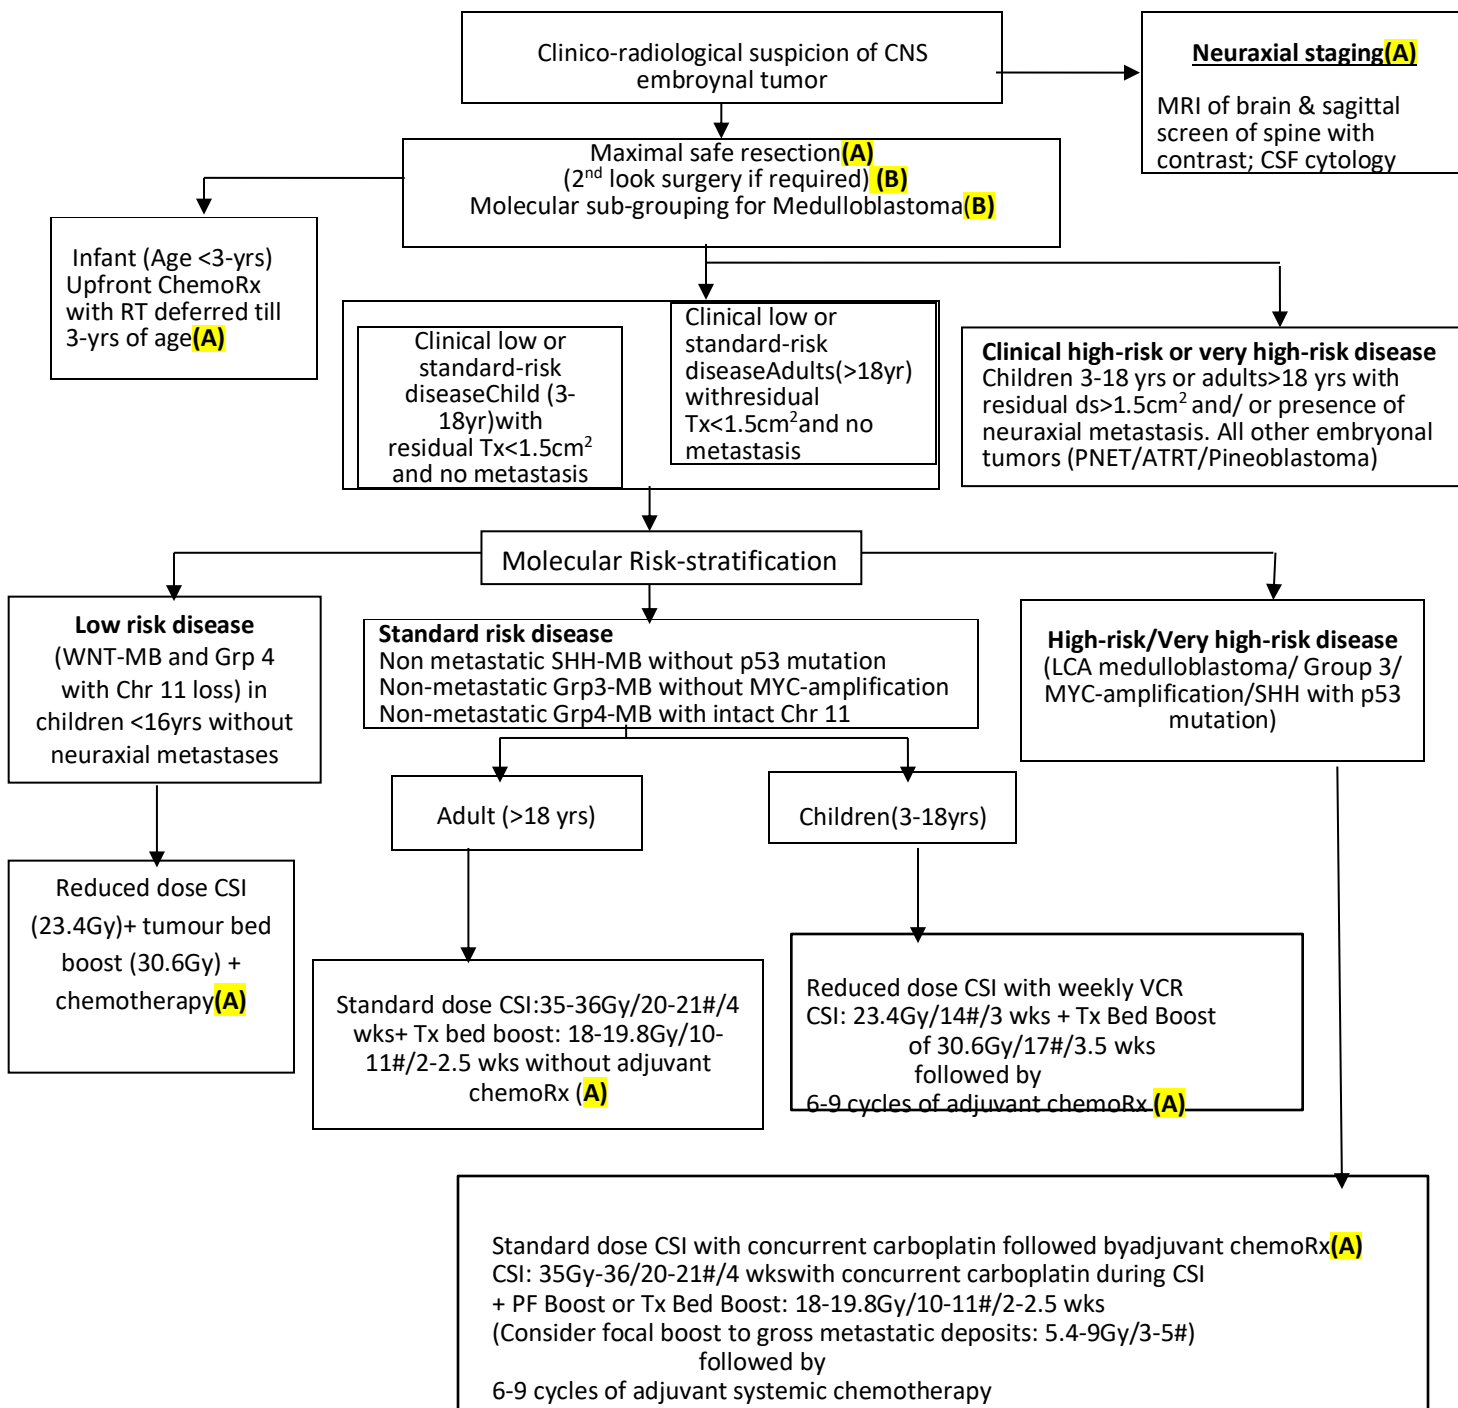 Clinico-radiological suspicion of CNS
embroynal tumor
Neuraxial staging(A)
MRI of brain & sagittal
screen of spine with
contrast; CSF cytology
Maximal safe resection(A)
(2nd look surgery if required) (B)
Molecular sub-grouping for Medulloblastoma(B)
Infant (Age <3-yrs)
Upfront ChemoRx
with RT deferred till
3-yrs of age(A)
Clinical low or
standard-risk
diseaseChild (3-
18yr)with
residual Tx<1.5cm2
and no metastasis
Clinical low or
standard-risk
diseaseAdults(>18yr)
withresidual
Tx<1.5cm2and no
metastasis
Clinical high-risk or very high-risk disease
Children 3-18 yrs or adults>18 yrs with
residual ds>1.5cm2 and/ or presence of
neuraxial metastasis. All other embryonal
tumors (PNET/ATRT/Pineoblastoma)
Molecular Risk-stratification
Low risk disease
(WNT-MB and Grp 4
with Chr 11 loss) in
children <16yrs without
neuraxial metastases
Standard risk disease
Non metastatic SHH-MB without p53 mutation
Non-metastatic Grp3-MB without MYC-amplification
Non-metastatic Grp4-MB with intact Chr 11
High-risk/Very high-risk disease
(LCA medulloblastoma/ Group 3/
MYC-amplification/SHH with p53
mutation)
Adult (>18 yrs)
Children(3-18yrs)
Reduced dose CSI
(23.4Gy)+ tumour bed
boost (30.6Gy) +
chemotherapy(A)
Standard dose CSI:35-36Gy/20-21#/4
wks+ Tx bed boost: 18-19.8Gy/10-
11#/2-2.5 wks without adjuvant
chemoRx (A)
Reduced dose CSI with weekly VCR
CSI: 23.4Gy/14#/3 wks + Tx Bed Boost
of 30.6Gy/17#/3.5 wks
followed by
6-9 cycles of adjuvant chemoRx (A)
Standard dose CSI with concurrent carboplatin followed byadjuvant chemoRx(A)
CSI: 35Gy-36/20-21#/4 wkswith concurrent carboplatin during CSI
+ PF Boost or Tx Bed Boost: 18-19.8Gy/10-11#/2-2.5 wks
(Consider focal boost to gross metastatic deposits: 5.4-9Gy/3-5#)
followed by
6-9 cycles of adjuvant systemic chemotherapy